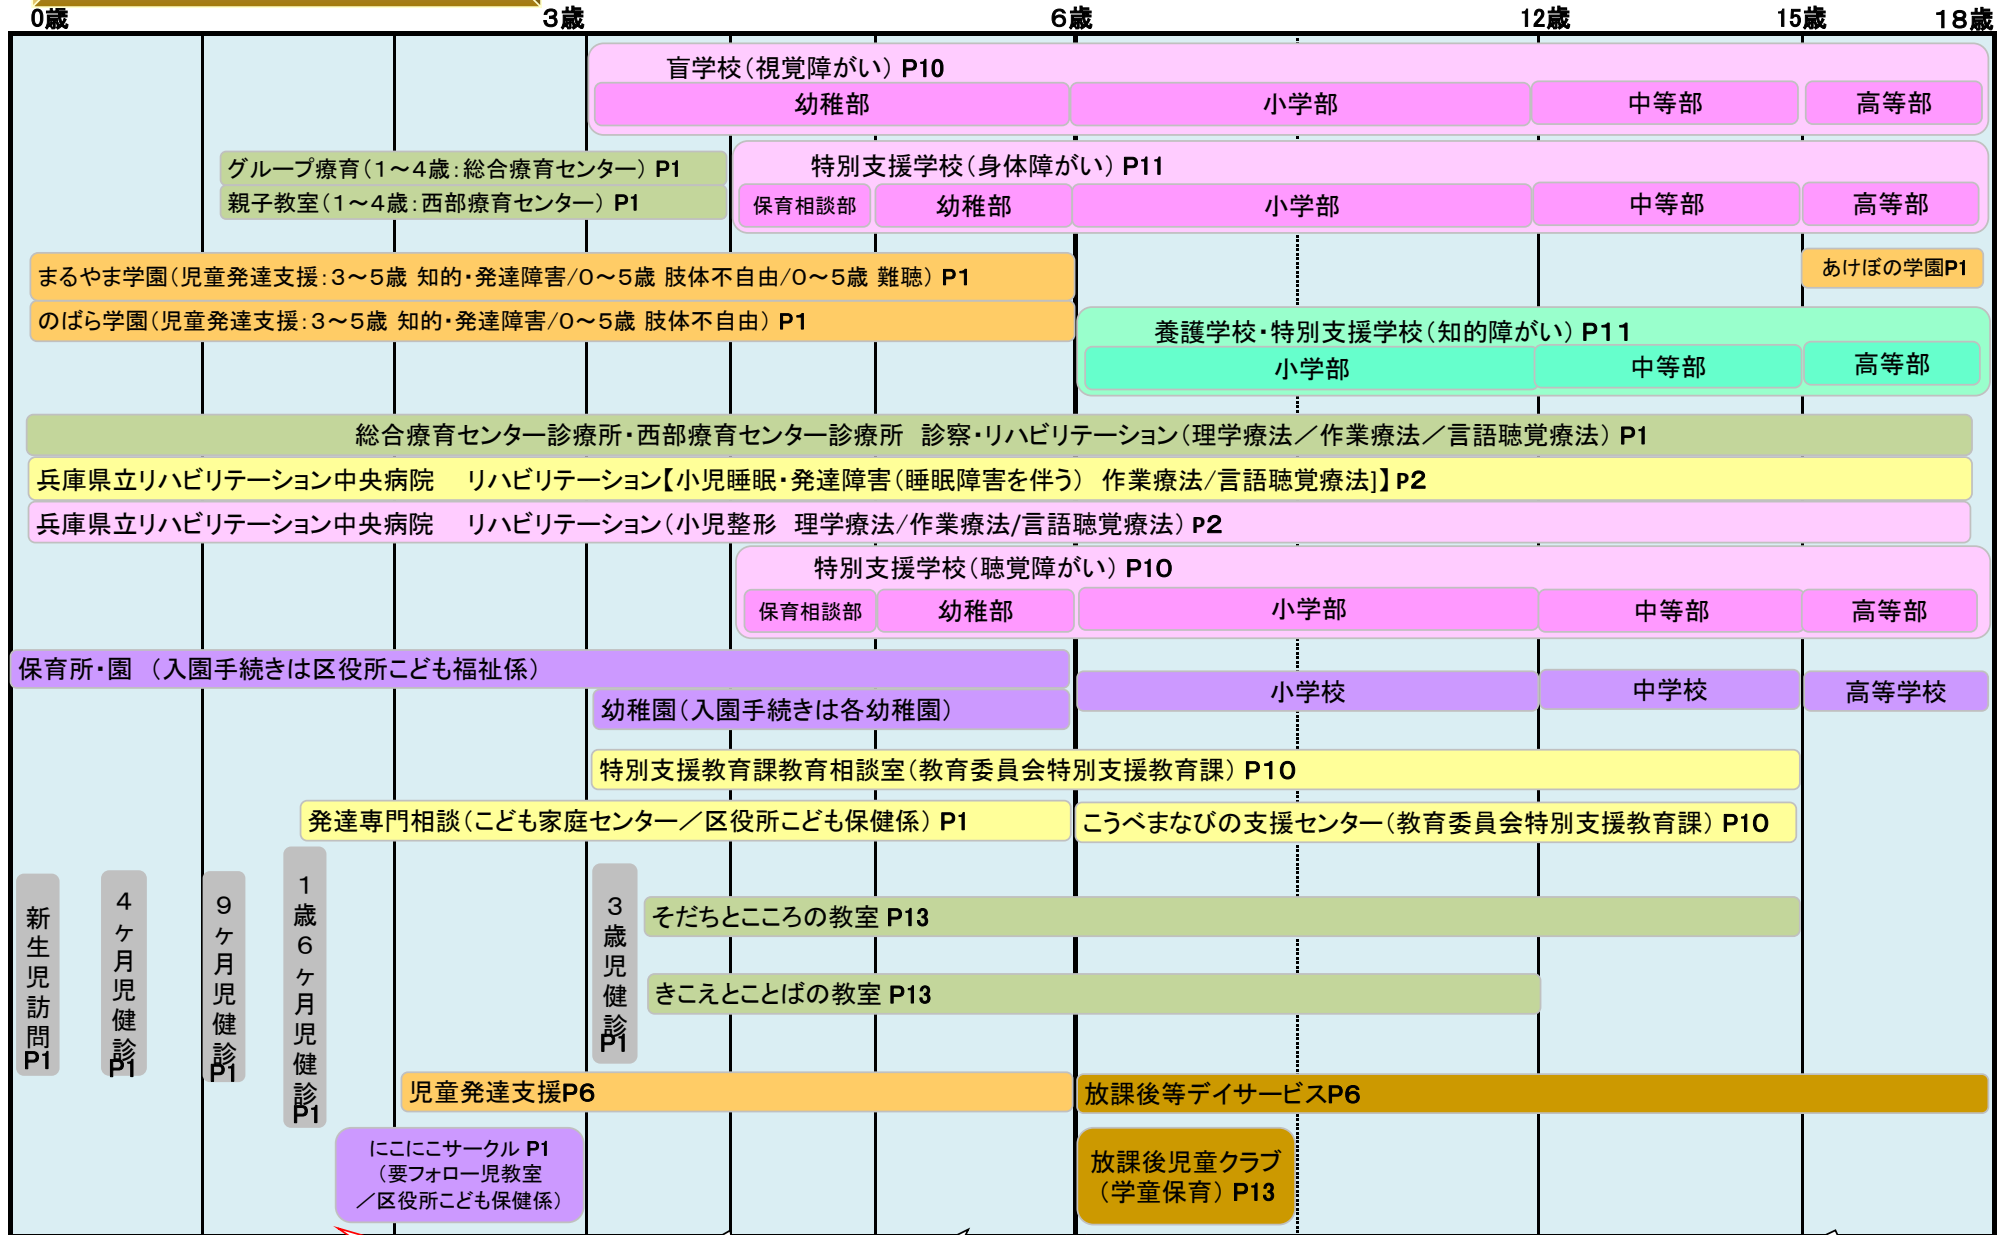 0歳 3歳 6歳 12歳 15歳 18歳
盲学校（視覚障がい） P10
幼稚部 小学部 中等部 高等部
グループ療育（1～4歳：総合療育センター） P1
親子教室（1～4歳：西部療育センター） P1
特別支援学校（身体障がい） P11
保育相談部 幼稚部 小学部 中等部 高等部
まるやま学園（児童発達支援：3～5歳 知的・発達障害/0～5歳 肢体不自由/0～5歳 難聴） P1
あけぼの学園P1
のばら学園（児童発達支援：3～5歳 知的・発達障害/0～5歳 肢体不自由） P1
養護学校・特別支援学校（知的障がい） P11
小学部 中等部 高等部
総合療育センター診療所・西部療育センター診療所　診察・リハビリテーション（理学療法／作業療法／言語聴覚療法） P1
兵庫県立リハビリテーション中央病院　リハビリテーション【小児睡眠・発達障害（睡眠障害を伴う）　作業療法/言語聴覚療法]】 P2
兵庫県立リハビリテーション中央病院　リハビリテーション（小児整形　理学療法/作業療法/言語聴覚療法） P2
特別支援学校（聴覚障がい） P10
保育相談部 幼稚部 小学部 中等部 高等部
保育所・園　（入園手続きは区役所こども福祉係）
小学校 中学校 高等学校
幼稚園（入園手続きは各幼稚園）
特別支援教育課教育相談室（教育委員会特別支援教育課） P10
発達専門相談（こども家庭センター／区役所こども保健係） P1
こうべまなびの支援センター（教育委員会特別支援教育課） P10
新生児訪問P1
4ヶ月児健診P1
9ヶ月児健診P1
1歳6ヶ月児健診P1
3歳児健診P1
そだちとこころの教室 P13
きこえとことばの教室 P13
児童発達支援P6
放課後等デイサービスP6
にこにこサークル P1
（要フォロー児教室
／区役所こども保健係）
放課後児童クラブ
（学童保育） P13